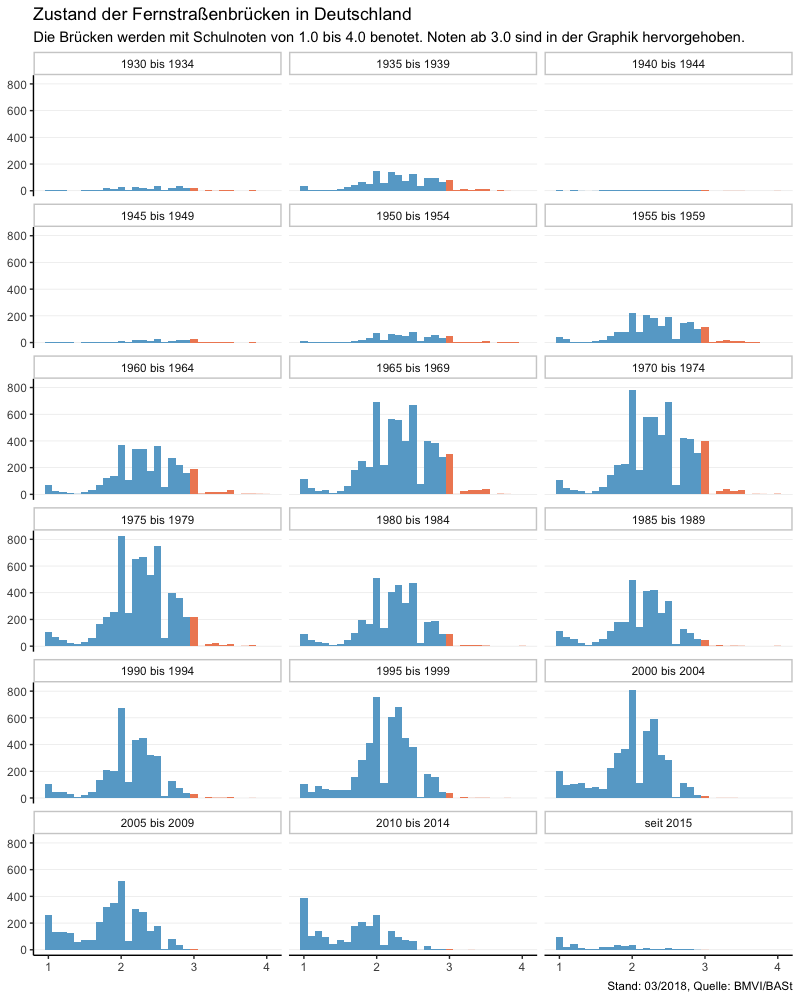 Zustand der Fernstraßenbrücken in Deutschland
Die Brücken werden mit Schulnoten von 1.0 bis 4.0 benotet. Noten ab 3.0 sind in der Graphik hervorgehoben.
1930 bis 1934
1935 bis 1939
1940 bis 1944
800
600
400
200
0
1945 bis 1949
1950 bis 1954
1955 bis 1959
800
600
400
200
0
1960 bis 1964
1965 bis 1969
1970 bis 1974
800
600
400
200
0
1975 bis 1979
1980 bis 1984
1985 bis 1989
800
600
400
200
0
1990 bis 1994
1995 bis 1999
2000 bis 2004
800
600
400
200
0
2005 bis 2009
2010 bis 2014
seit 2015
800
600
400
200
0
1 2 3 4 1 2 3 4 1 2 3 4
Stand: 03/2018, Quelle: BMVI/BASt